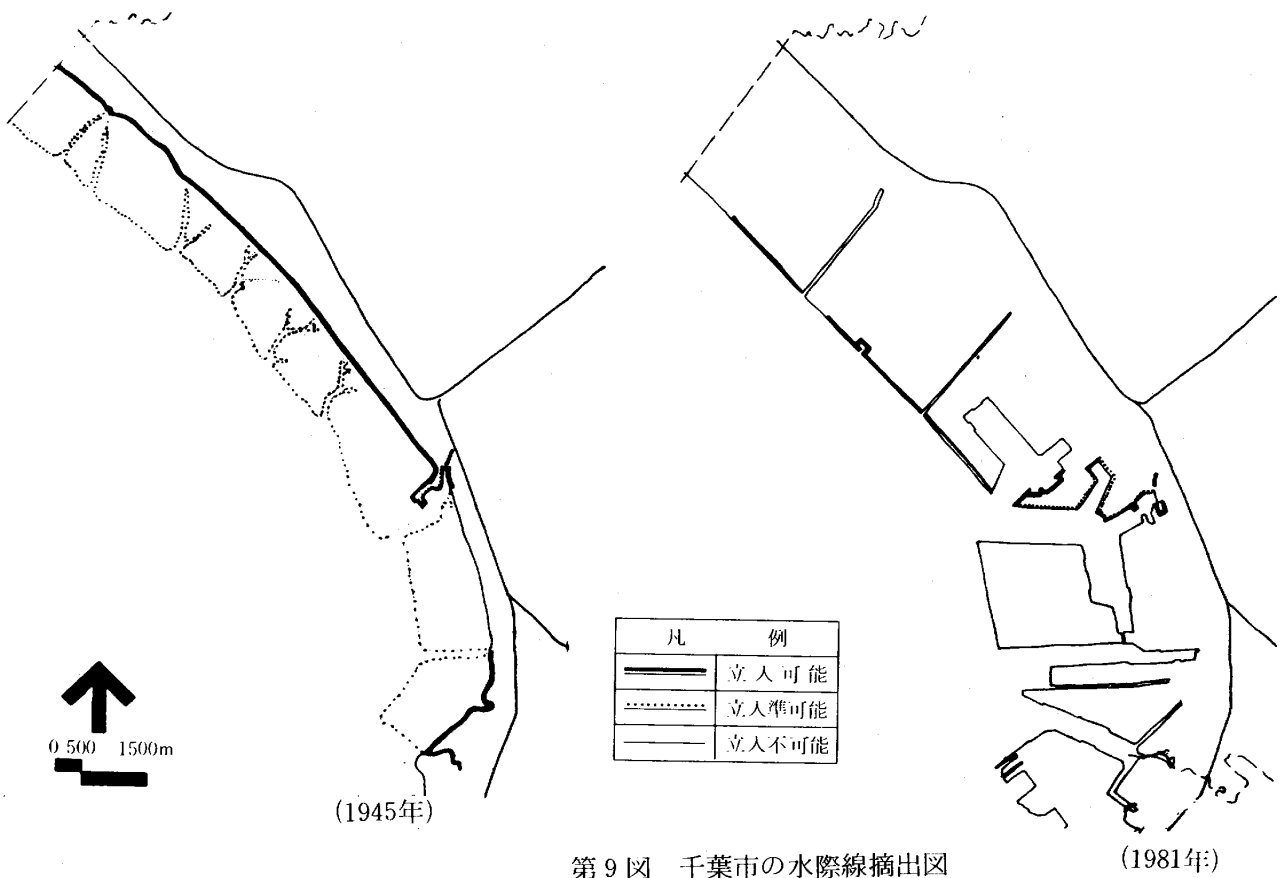 凡 例
立入可能
立入準可能
立入不可能
0 500 1500m
(1945年)
(1981年)
第9図 千葉市の水際線摘出図